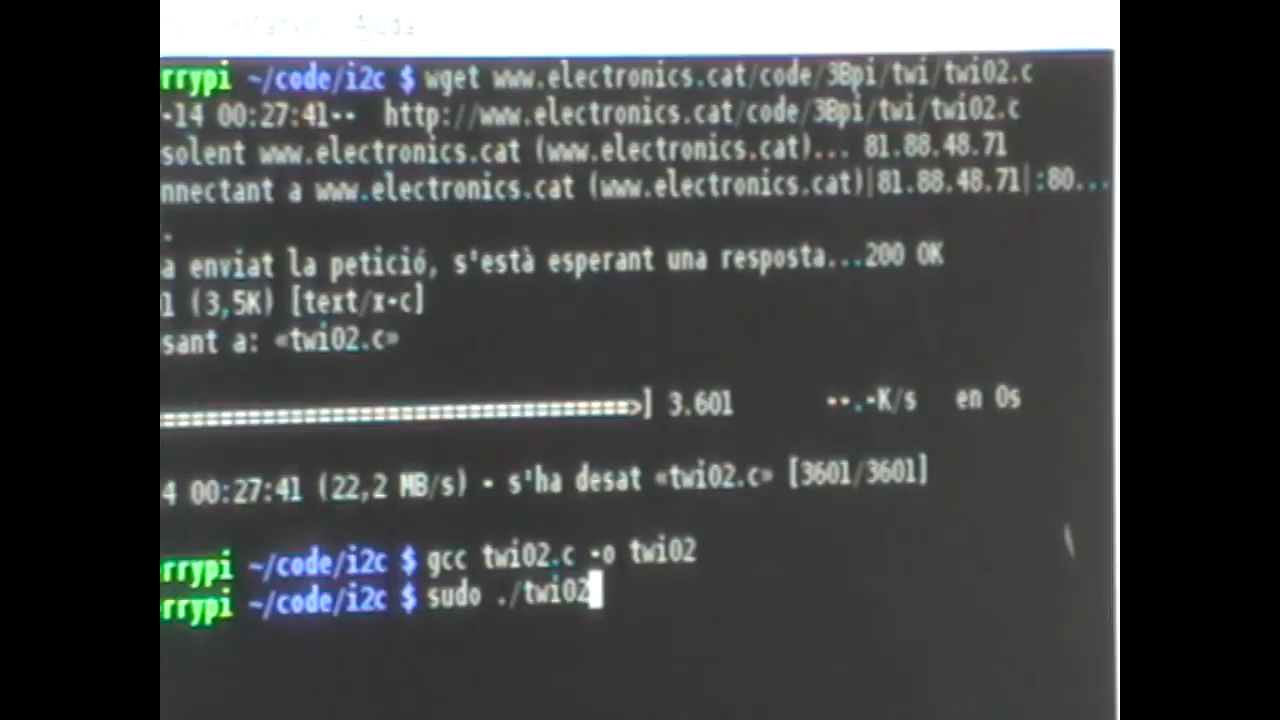 Ajuda
rrypi ~/code/i2c $ wget www.electronics.cat/code/3Bpi/twi/twi02.c
-14 00:27:41-- http://www.electronics.cat/code/3Bpi/twi/twi02.c
solent www.electronics.cat (www.electronics.cat)... 81.88.48.71
nnectant a www.electronics.cat (www.electronics.cat)|81.88.48.71|:80...
.
a enviat la petició, s'està esperant una resposta...200 OK
1 (3,5K) [text/x-c]
sant a: «twi02.c»
=====================================>] 3.601 --.-K/s en 0s
4 00:27:41 (22,2 MB/s) - s'ha desat «twi02.c» [3601/3601]
rrypi ~/code/i2c $ gcc twi02.c -o twi02
rrypi ~/code/i2c $ sudo ./twi02